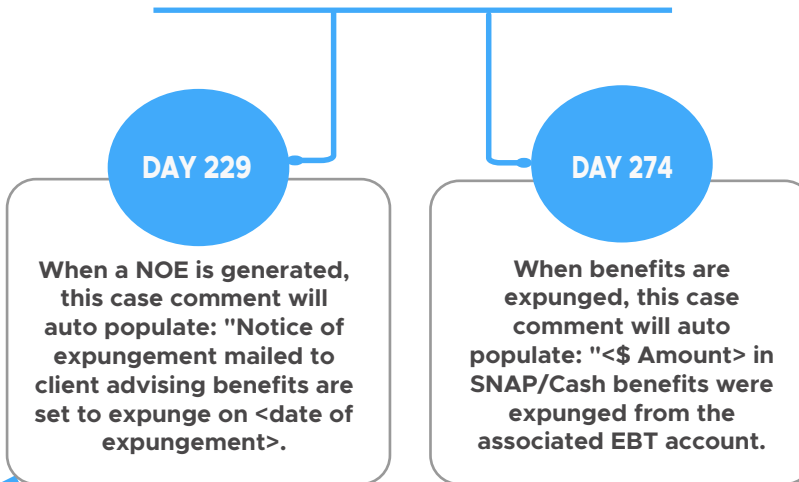 DAY 229
When a NOE is generated,
this case comment will
auto populate: "Notice of
expungement mailed to
client advising benefits are
set to expunge on <date of
expungement>.
DAY 274
When benefits are
expunged, this case
comment will auto
populate: "<$ Amount> in
SNAP/Cash benefits were
expunged from the
associated EBT account.